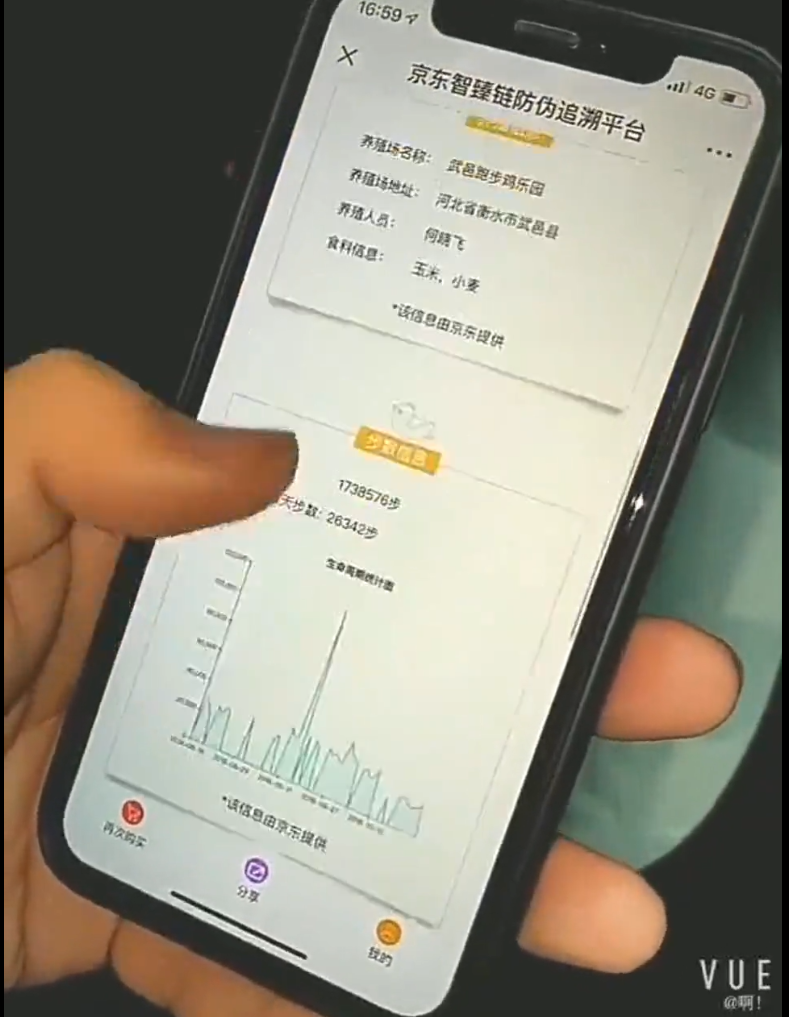 16:59
4G
京东智臻链防伪追溯平台
养殖场名称: 武邑跑步鸡乐园
养殖场地址: 河北省衡水市武邑县
养殖人员: 何晓飞
食料信息: 玉米, 小麦
*该信息由京东提供
步数信息
1738576步
天步数: 26342步
生命周期统计图
*该信息由京东提供
再次购买
分享
我的
VUE
@啊!